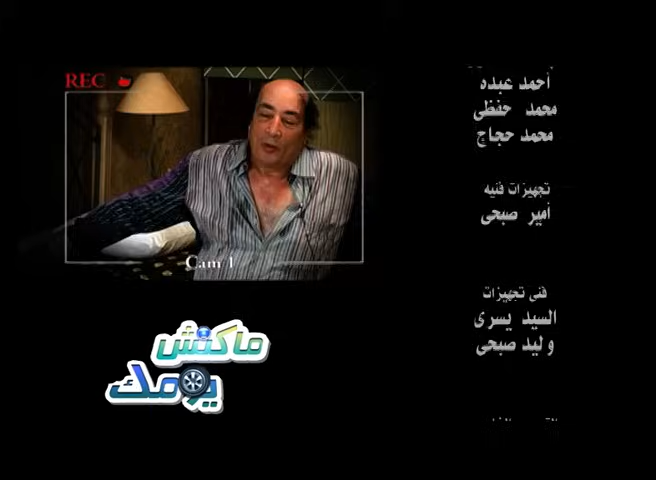 REC
Cam 1
ماكنش
يومك
أحمد عبده
محمد حفظى
محمد حجاج
تجهيزات فنيه
أمير صبحى
فنى تجهيزات
السيد يسرى
وليد صبحى